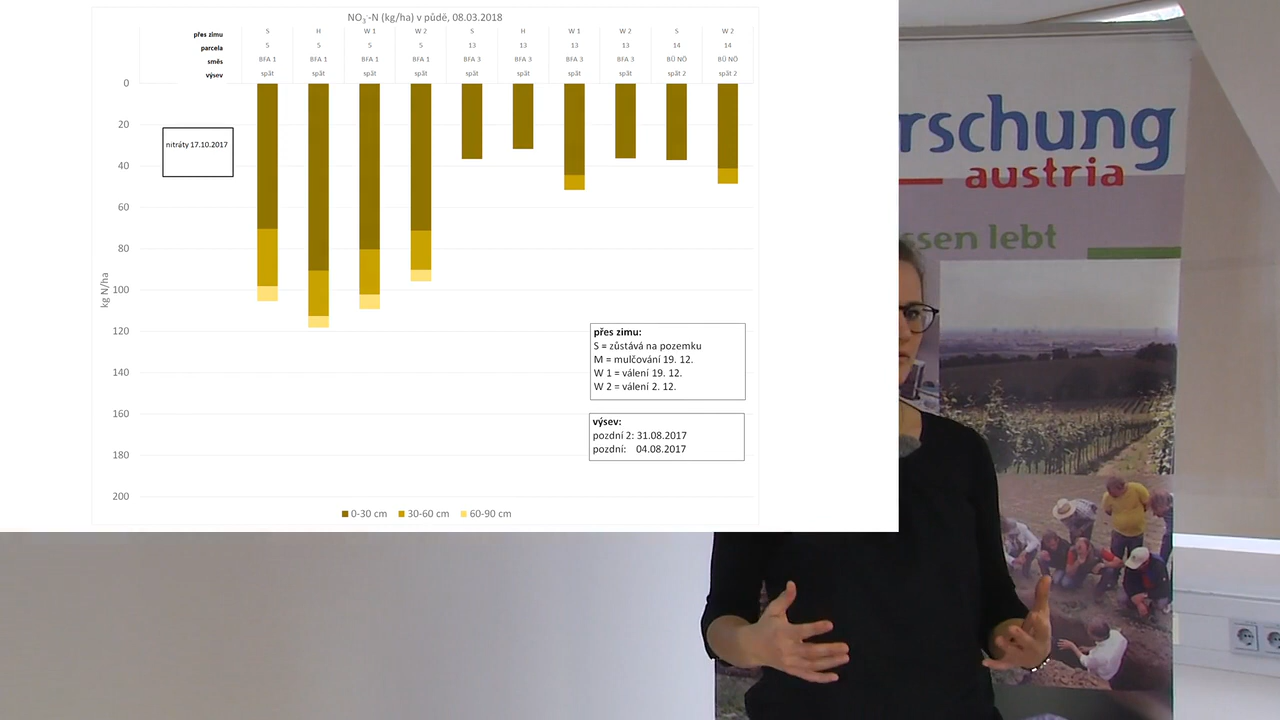 NO3--N (kg/ha) v půdě, 08.03.2018
přes zimu S H W 1 W 2 S H W 1 W 2 S W 2
parcela 5 5 5 5 13 13 13 13 14 14
směs BFA 1 BFA 1 BFA 1 BFA 1 BFA 3 BFA 3 BFA 3 BFA 3 BÜ NÖ BÜ NÖ
výsev spät spät spät spät spät spät spät spät spät 2 spät 2
0
20
40
60
80
100
120
140
160
180
200
kg N/ha
nitráty 17.10.2017
přes zimu:
S = zůstává na pozemku
M = mulčování 19. 12.
W 1 = válení 19. 12.
W 2 = válení 2. 12.
výsev:
pozdní 2: 31.08.2017
pozdní: 04.08.2017
0-30 cm 30-60 cm 60-90 cm
rschung
austria
ssen lebt